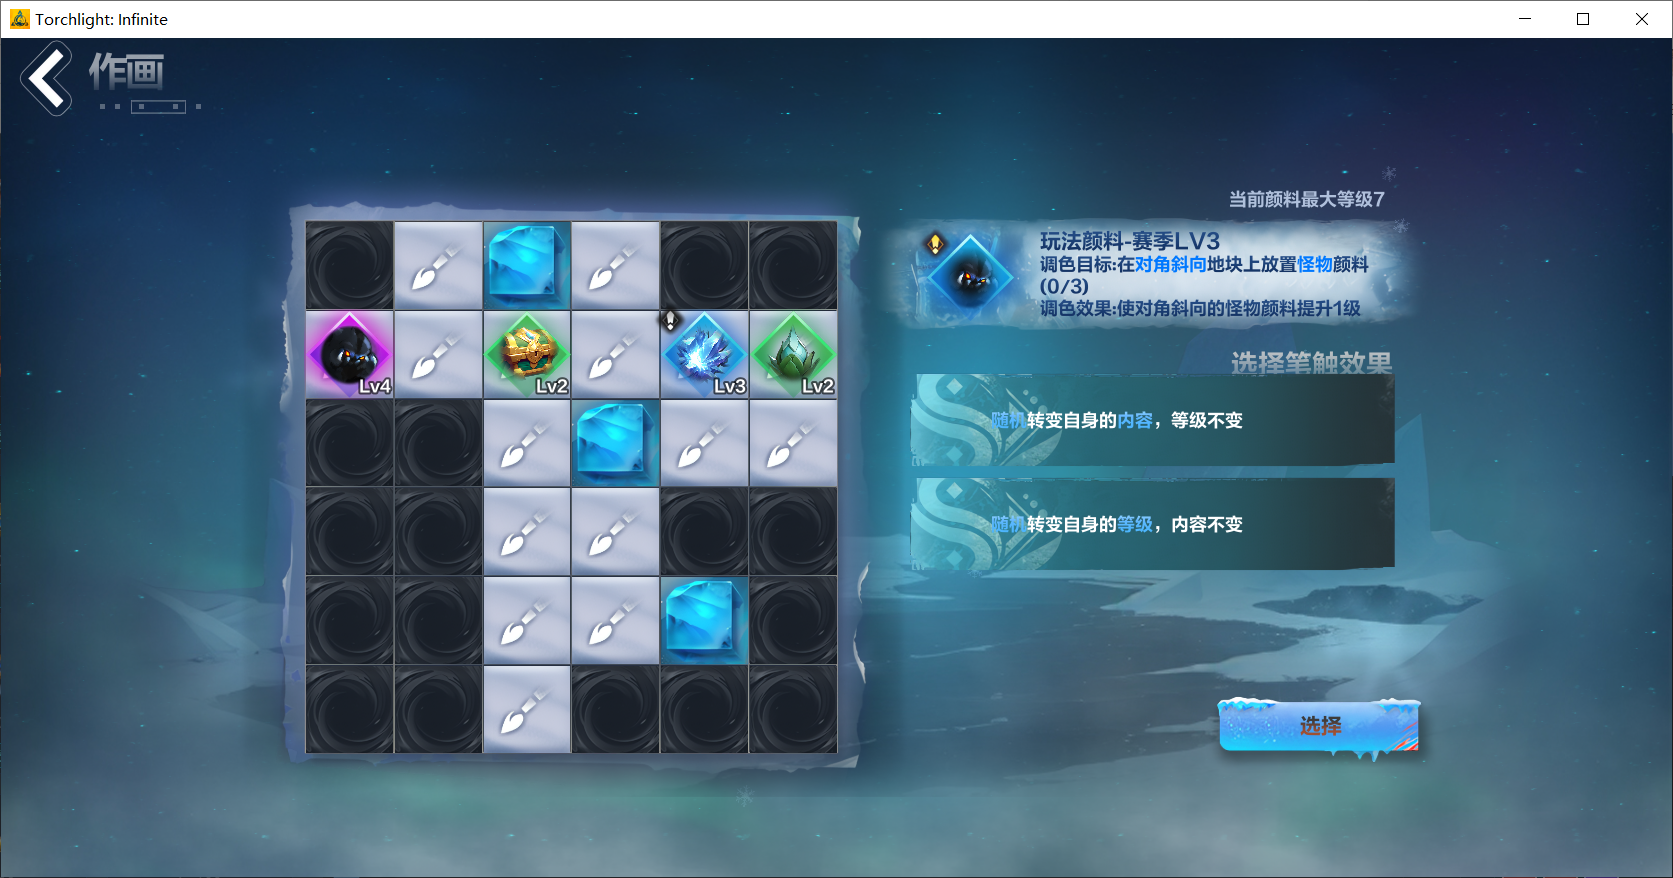 Torchlight: Infinite
作画
当前颜料最大等级7
玩法颜料-赛季LV3
调色目标:在对角斜向地块上放置怪物颜料
(0/3)
调色效果:使对角斜向的怪物颜料提升1级
Lv4
Lv2
Lv3
Lv2
选择笔触效果
随机转变自身的内容，等级不变
随机转变自身的等级，内容不变
选择